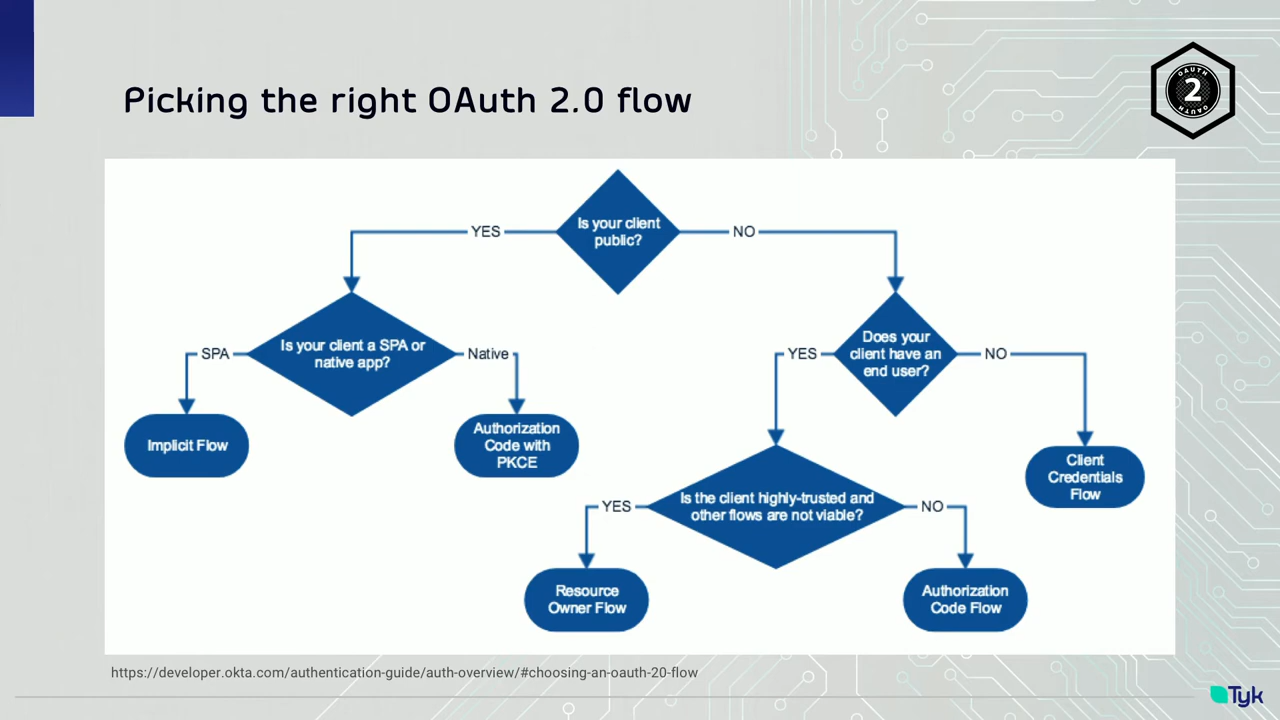 Picking the right OAuth 2.0 flow
OAUTH
2
OAUTH
Is your client
public?
YES
NO
Is your client a SPA or
native app?
SPA
Native
Does your
client have an
end user?
YES
NO
Implicit Flow
Authorization
Code with
PKCE
Client
Credentials
Flow
Is the client highly-trusted and
other flows are not viable?
YES
NO
Resource
Owner Flow
Authorization
Code Flow
https://developer.okta.com/authentication-guide/auth-overview/#choosing-an-oauth-20-flow
Tyk